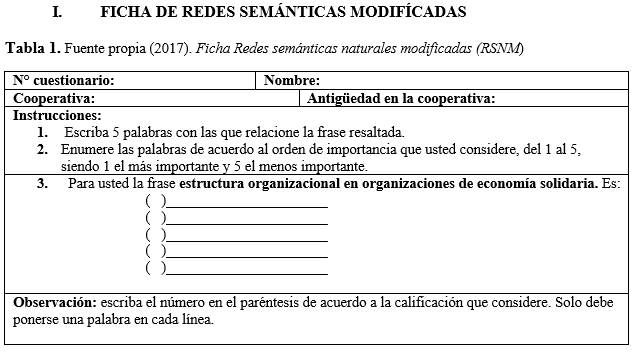 I. FICHA DE REDES SEMÁNTICAS MODIFÍCADAS
Tabla 1. Fuente propia (2017). Ficha Redes semánticas naturales modificadas (RSNM)
N° cuestionario: Nombre:
Cooperativa: Antigüedad en la cooperativa:
Instrucciones:
1. Escriba 5 palabras con las que relacione la frase resaltada.
2. Enumere las palabras de acuerdo al orden de importancia que usted considere, del 1 al 5,
siendo 1 el más importante y 5 el menos importante.
3. Para usted la frase estructura organizacional en organizaciones de economía solidaria. Es:
( )____________________
( )____________________
( )____________________
( )____________________
( )____________________
Observación: escriba el número en el paréntesis de acuerdo a la calificación que considere. Solo debe
ponerse una palabra en cada línea.